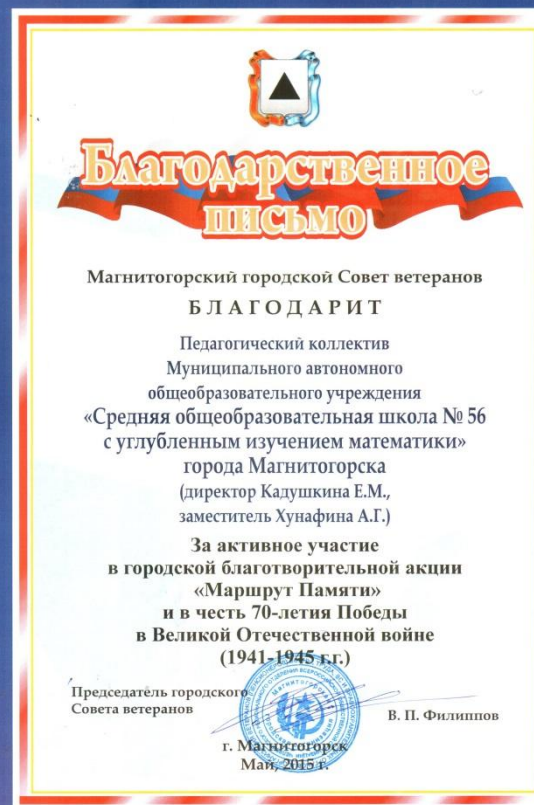 Благодарственное
письмо
Магнитогорский городской Совет ветеранов
БЛАГОДАРИТ
Педагогический коллектив
Муниципального автономного
общеобразовательного учреждения
«Средняя общеобразовательная школа № 56
с углубленным изучением математики»
города Магнитогорска
(директор Кадушкина Е.М.,
заместитель Хунафина А.Г.)
За активное участие
в городской благотворительной акции
«Маршрут Памяти»
и в честь 70-летия Победы
в Великой Отечественной войне
(1941-1945 г.г.)
Председатель городского
Совета ветеранов
В. П. Филиппов
г. Магнитогорск
Май, 2015 г.